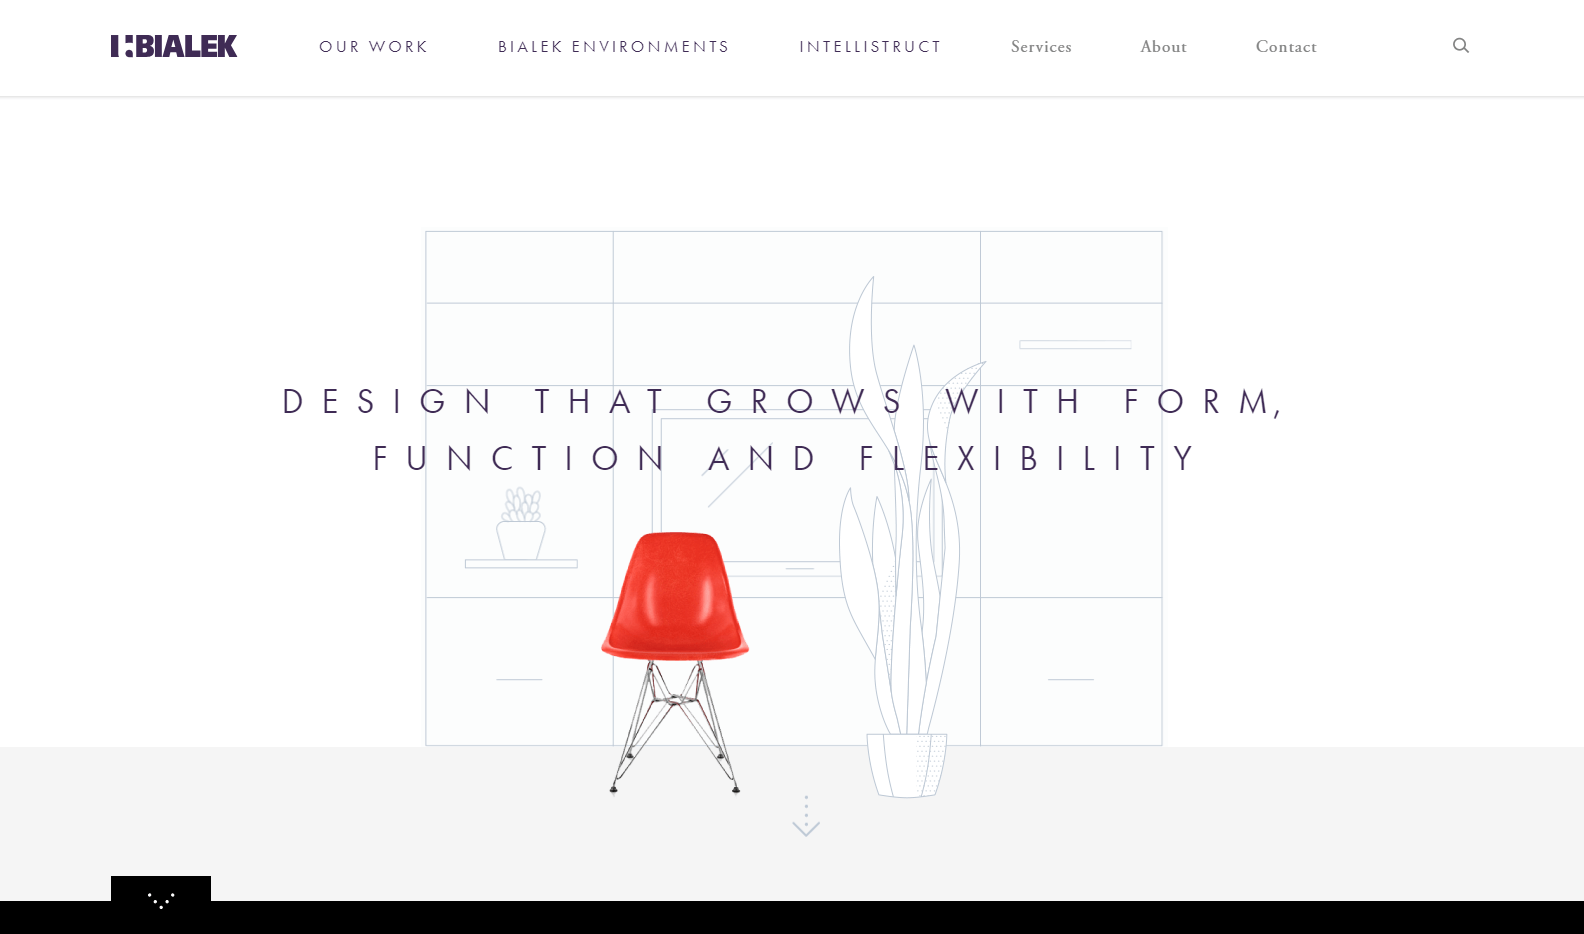 BIALEK
OUR WORK
BIALEK ENVIRONMENTS
INTELLISTRUCT
Services
About
Contact
DESIGN THAT GROWS WITH FORM,
FUNCTION AND FLEXIBILITY